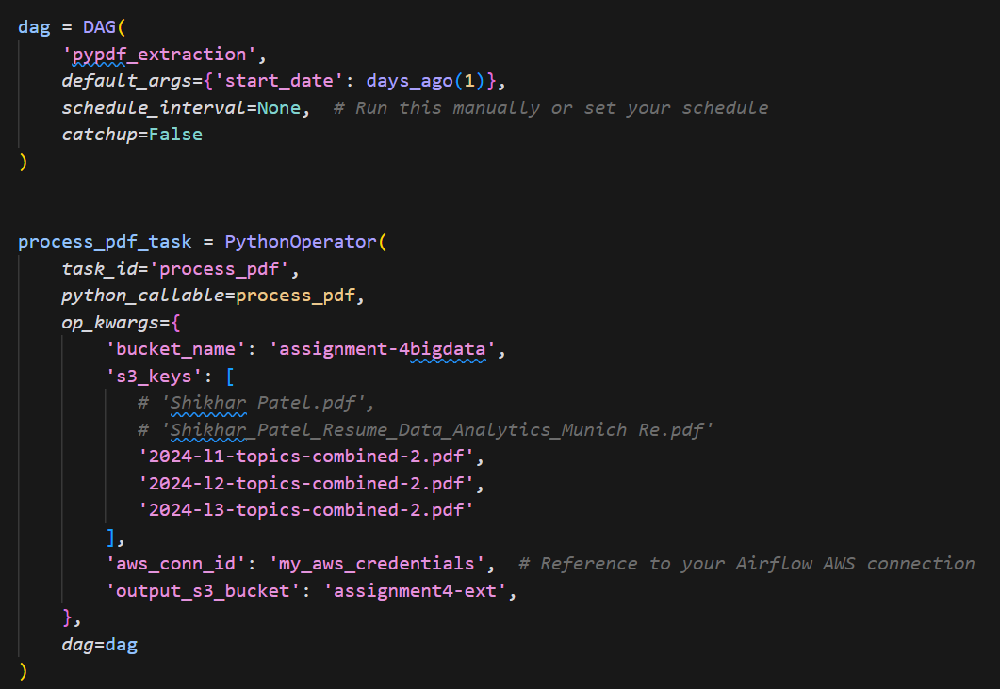 dag = DAG(
    'pypdf_extraction',
    default_args={'start_date': days_ago(1)},
    schedule_interval=None,  # Run this manually or set your schedule
    catchup=False
)
process_pdf_task = PythonOperator(
    task_id='process_pdf',
    python_callable=process_pdf,
    op_kwargs={
        'bucket_name': 'assignment-4bigdata',
        's3_keys': [
           # 'Shikhar Patel.pdf',
           # 'Shikhar_Patel_Resume_Data_Analytics_Munich Re.pdf'
           '2024-l1-topics-combined-2.pdf',
           '2024-l2-topics-combined-2.pdf',
           '2024-l3-topics-combined-2.pdf'
        ],
        'aws_conn_id': 'my_aws_credentials',  # Reference to your Airflow AWS connection
        'output_s3_bucket': 'assignment4-ext',
    },
    dag=dag
)